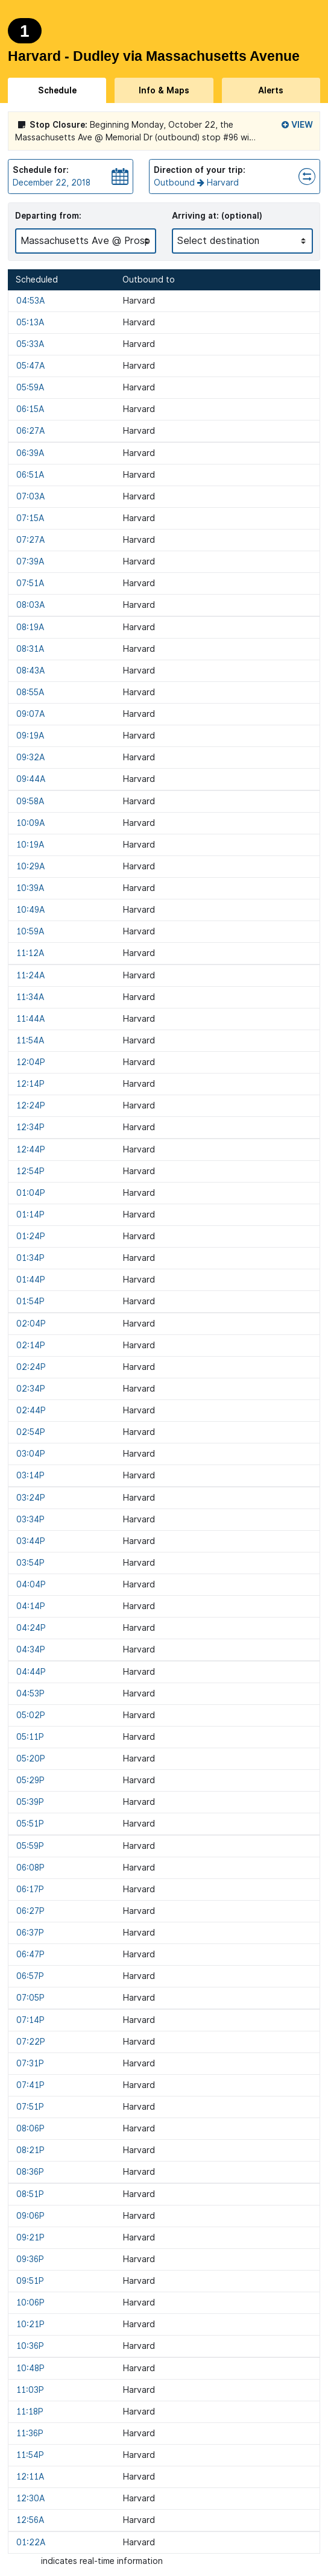 1
Harvard - Dudley via Massachusetts Avenue
Schedule Info & Maps Alerts
Stop Closure: Beginning Monday, October 22, the VIEW
Massachusetts Ave @ Memorial Dr (outbound) stop #96 wi...
Schedule for: Direction of your trip:
December 22, 2018 Outbound → Harvard
Departing from: Arriving at: (optional)
Massachusetts Ave @ Prosp Select destination
Scheduled Outbound to
04:53A Harvard
05:13A Harvard
05:33A Harvard
05:47A Harvard
05:59A Harvard
06:15A Harvard
06:27A Harvard
06:39A Harvard
06:51A Harvard
07:03A Harvard
07:15A Harvard
07:27A Harvard
07:39A Harvard
07:51A Harvard
08:03A Harvard
08:19A Harvard
08:31A Harvard
08:43A Harvard
08:55A Harvard
09:07A Harvard
09:19A Harvard
09:32A Harvard
09:44A Harvard
09:58A Harvard
10:09A Harvard
10:19A Harvard
10:29A Harvard
10:39A Harvard
10:49A Harvard
10:59A Harvard
11:12A Harvard
11:24A Harvard
11:34A Harvard
11:44A Harvard
11:54A Harvard
12:04P Harvard
12:14P Harvard
12:24P Harvard
12:34P Harvard
12:44P Harvard
12:54P Harvard
01:04P Harvard
01:14P Harvard
01:24P Harvard
01:34P Harvard
01:44P Harvard
01:54P Harvard
02:04P Harvard
02:14P Harvard
02:24P Harvard
02:34P Harvard
02:44P Harvard
02:54P Harvard
03:04P Harvard
03:14P Harvard
03:24P Harvard
03:34P Harvard
03:44P Harvard
03:54P Harvard
04:04P Harvard
04:14P Harvard
04:24P Harvard
04:34P Harvard
04:44P Harvard
04:53P Harvard
05:02P Harvard
05:11P Harvard
05:20P Harvard
05:29P Harvard
05:39P Harvard
05:51P Harvard
05:59P Harvard
06:08P Harvard
06:17P Harvard
06:27P Harvard
06:37P Harvard
06:47P Harvard
06:57P Harvard
07:05P Harvard
07:14P Harvard
07:22P Harvard
07:31P Harvard
07:41P Harvard
07:51P Harvard
08:06P Harvard
08:21P Harvard
08:36P Harvard
08:51P Harvard
09:06P Harvard
09:21P Harvard
09:36P Harvard
09:51P Harvard
10:06P Harvard
10:21P Harvard
10:36P Harvard
10:48P Harvard
11:03P Harvard
11:18P Harvard
11:36P Harvard
11:54P Harvard
12:11A Harvard
12:30A Harvard
12:56A Harvard
01:22A Harvard
indicates real-time information